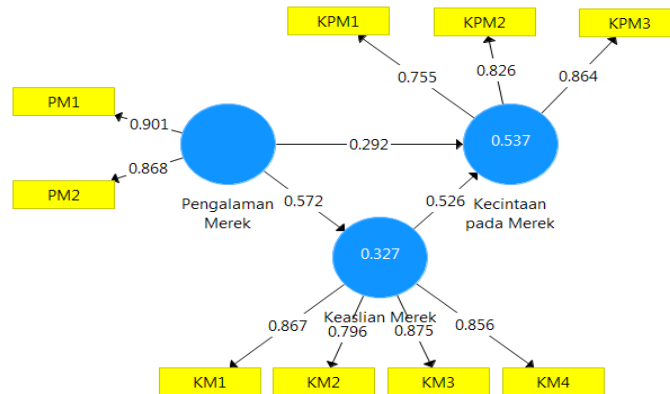 KPM1
KPM2
KPM3
0.755
0.826
0.864
PM1
0.901
0.868
PM2
0.292
0.537
Pengalaman
Merek
0.572
0.526
Kecintaan
pada Merek
0.327
Keaslian Merek
0.867
0.796
0.875
0.856
KM1
KM2
KM3
KM4